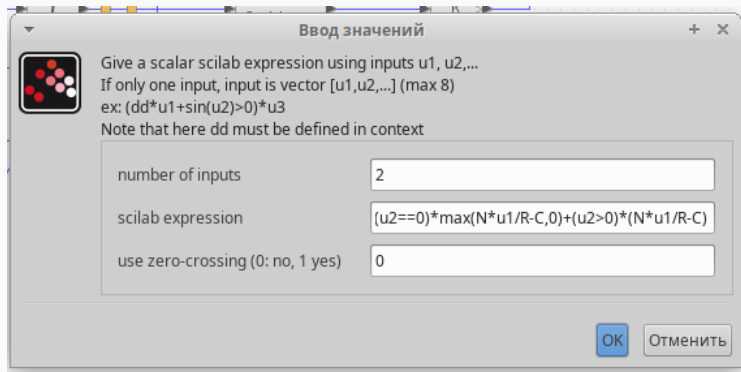 Ввод значений
Give a scalar scilab expression using inputs u1, u2,...
If only one input, input is vector [u1,u2,...] (max 8)
ex: (dd*u1+sin(u2)>0)*u3
Note that here dd must be defined in context
number of inputs
2
scilab expression
(u2==0)*max(N*u1/R-C,0)+(u2>0)*(N*u1/R-C)
use zero-crossing (0: no, 1 yes)
0
OK
Отменить